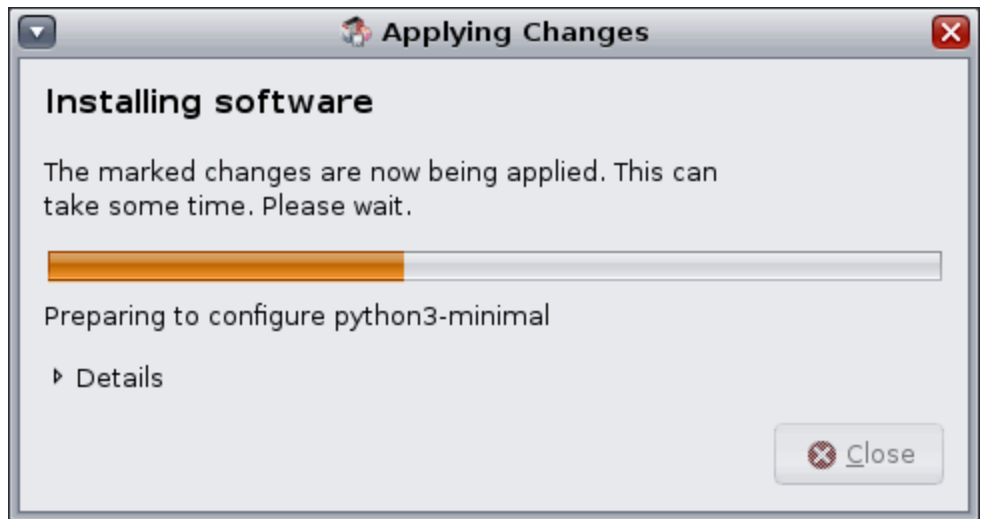 Applying Changes
Installing software
The marked changes are now being applied. This can
take some time. Please wait.
Preparing to configure python3-minimal
Details
Close